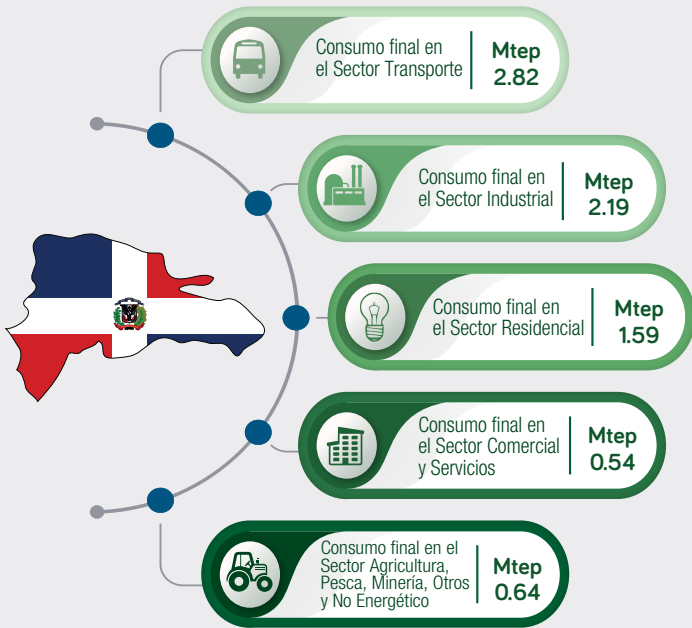 Consumo final en
el Sector Transporte
Mtep
2.82
Consumo final en
el Sector Industrial
Mtep
2.19
Consumo final en
el Sector Residencial
Mtep
1.59
Consumo final en
el Sector Comercial
y Servicios
Mtep
0.54
Consumo final en el
Sector Agricultura,
Pesca, Minería, Otros
y No Energético
Mtep
0.64